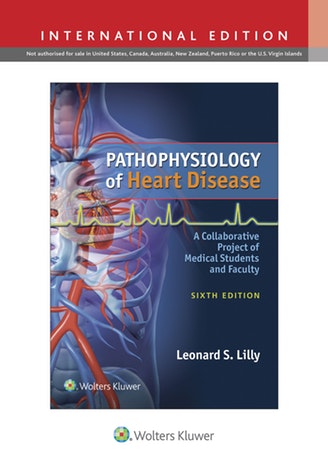 INTERNATIONAL EDITION
Not authorised for sale in United States, Canada, Australia, New Zealand, Puerto Rico or the U.S. Virgin Islands
PATHOPHYSIOLOGY
of Heart Disease
A Collaborative
Project of
Medical Students
and Faculty
SIXTH EDITION
Leonard S. Lilly
Wolters Kluwer
Wolters Kluwer